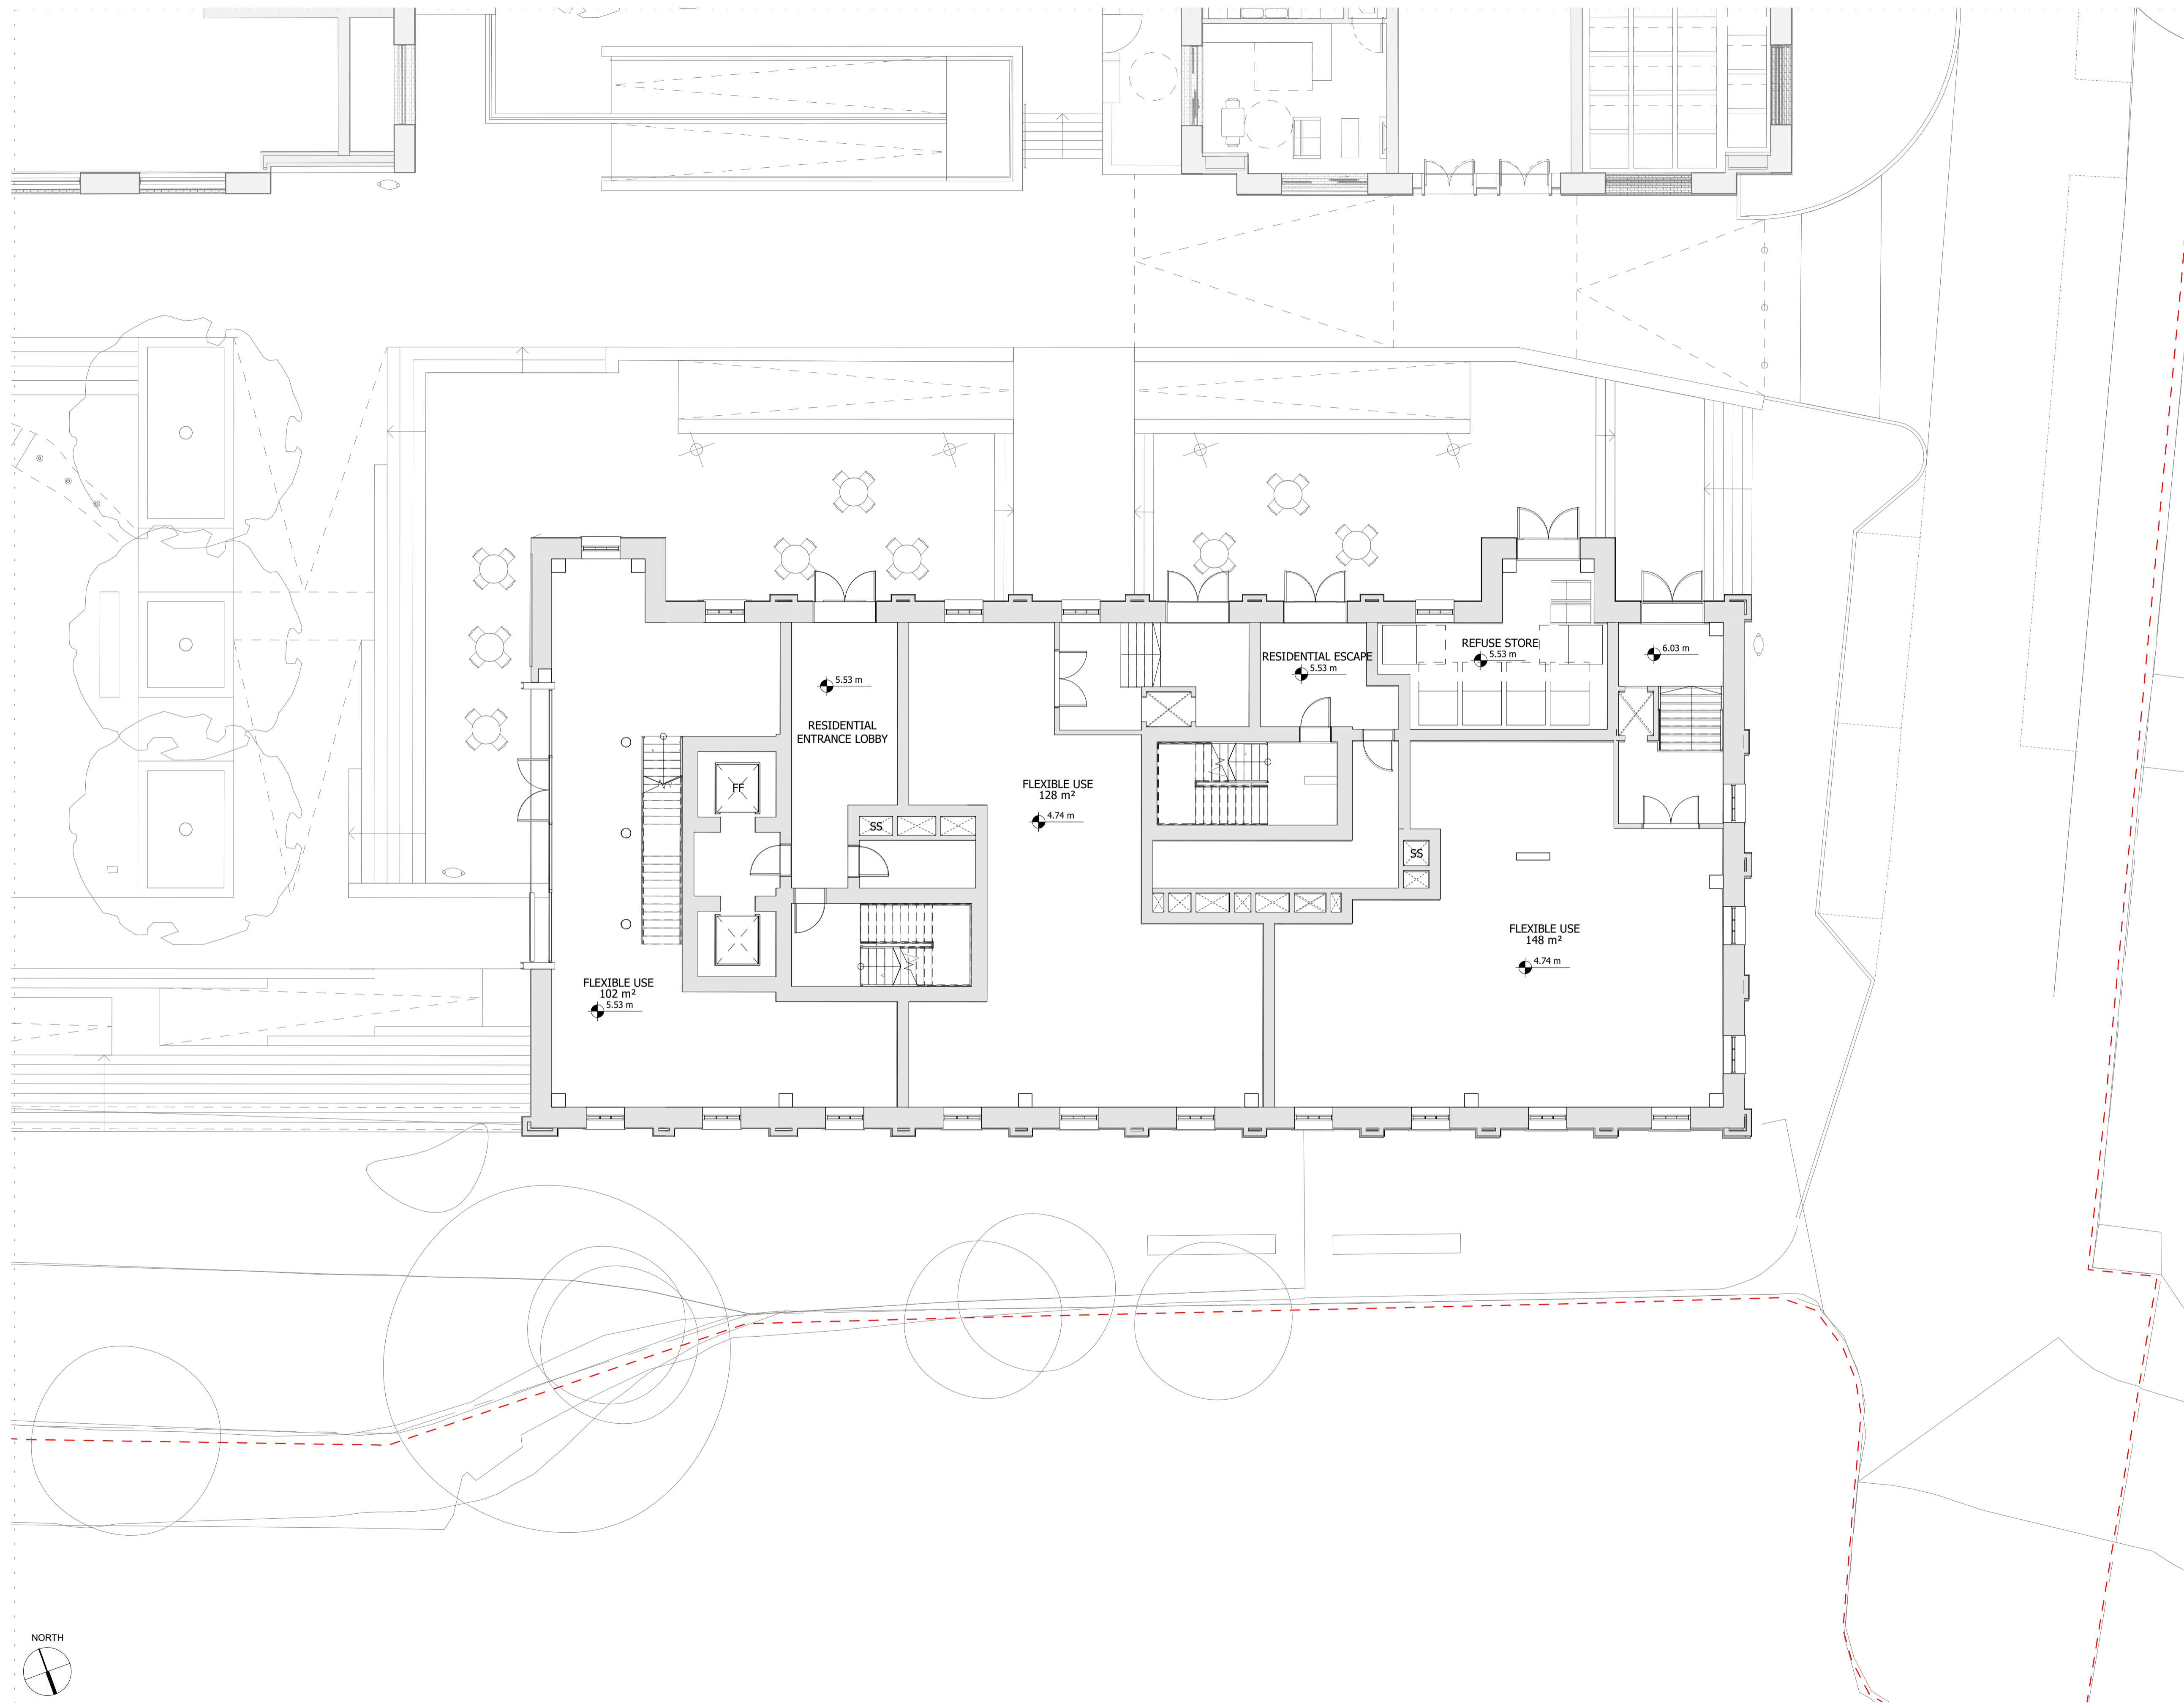 REFUSE STORE
5.53 m
6.03 m
RESIDENTIAL ESCAPE
5.53 m
5.53 m
RESIDENTIAL
ENTRANCE LOBBY
FF
FLEXIBLE USE
128 m²
4.74 m
SS
SS
FLEXIBLE USE
148 m²
4.74 m
FLEXIBLE USE
102 m²
5.53 m
NORTH